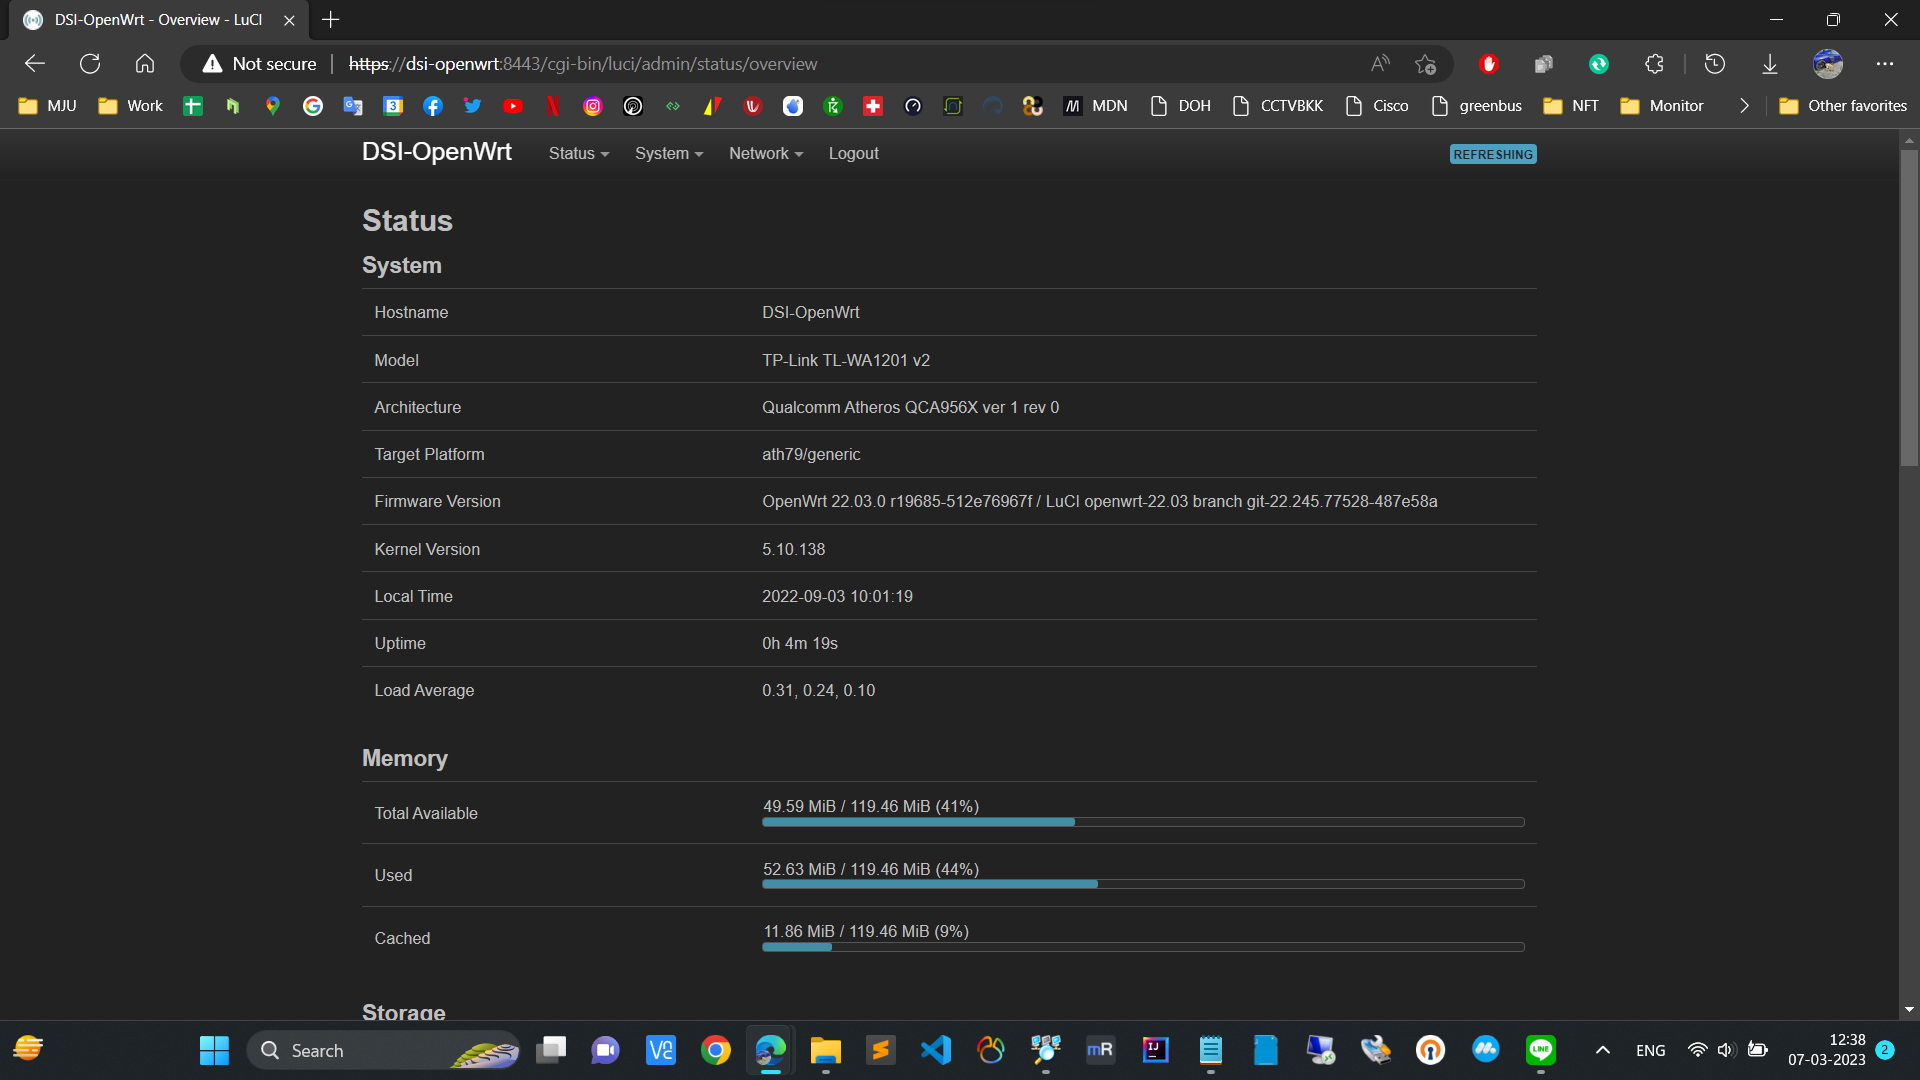 DSI-OpenWrt - Overview - LuCI
Not secure https://dsi-openwrt:8443/cgi-bin/luci/admin/status/overview
MJU Work MDN DOH CCTVBKK Cisco greenbus NFT Monitor Other favorites
DSI-OpenWrt Status System Network Logout REFRESHING
Status
System
Hostname DSI-OpenWrt
Model TP-Link TL-WA1201 v2
Architecture Qualcomm Atheros QCA956X ver 1 rev 0
Target Platform ath79/generic
Firmware Version OpenWrt 22.03.0 r19685-512e76967f / LuCI openwrt-22.03 branch git-22.245.77528-487e58a
Kernel Version 5.10.138
Local Time 2022-09-03 10:01:19
Uptime 0h 4m 19s
Load Average 0.31, 0.24, 0.10
Memory
Total Available 49.59 MiB / 119.46 MiB (41%)
Used 52.63 MiB / 119.46 MiB (44%)
Cached 11.86 MiB / 119.46 MiB (9%)
Storage
Search ENG 12:38
07-03-2023 2